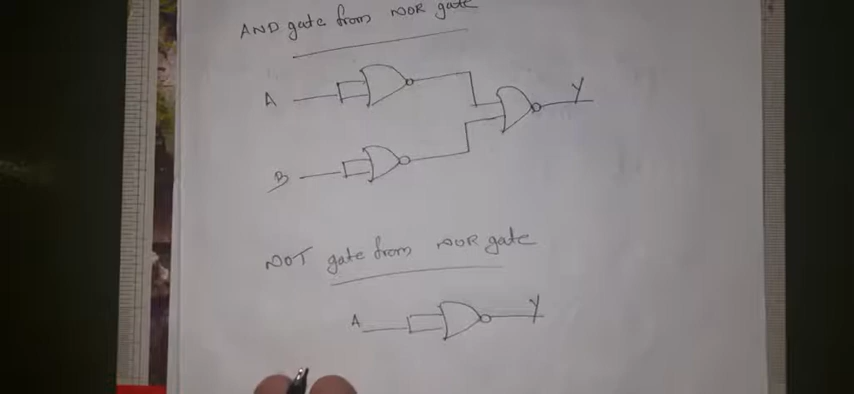 AND gate from NOR gate
A
Y
B
NOT gate from NOR gate
A
Y